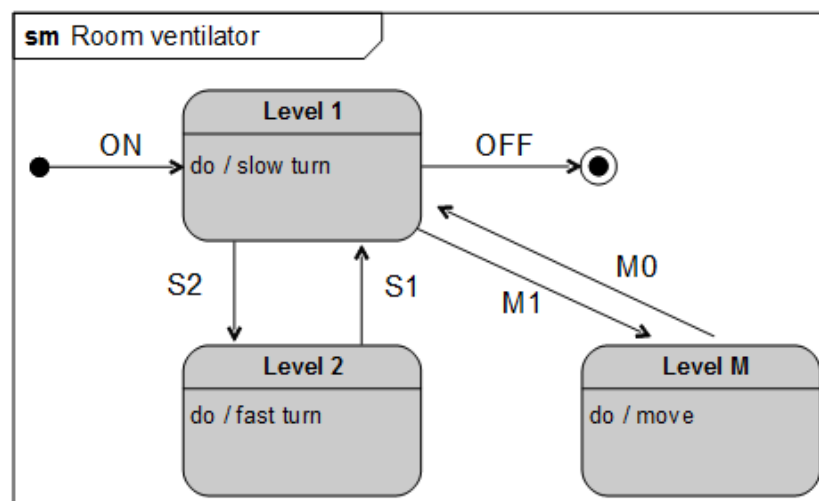 sm Room ventilator
Level 1
ON
do / slow turn
OFF
S2
S1
M1
M0
Level 2
do / fast turn
Level M
do / move